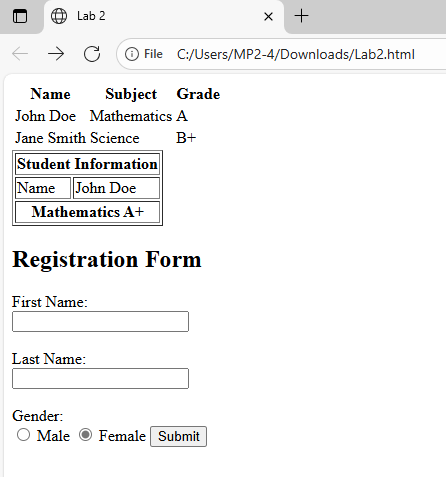 Lab 2
File C:/Users/MP2-4/Downloads/Lab2.html
Name Subject Grade
John Doe Mathematics A
Jane Smith Science B+
Student Information
Name John Doe
Mathematics A+
Registration Form
First Name:
Last Name:
Gender:
Male Female Submit